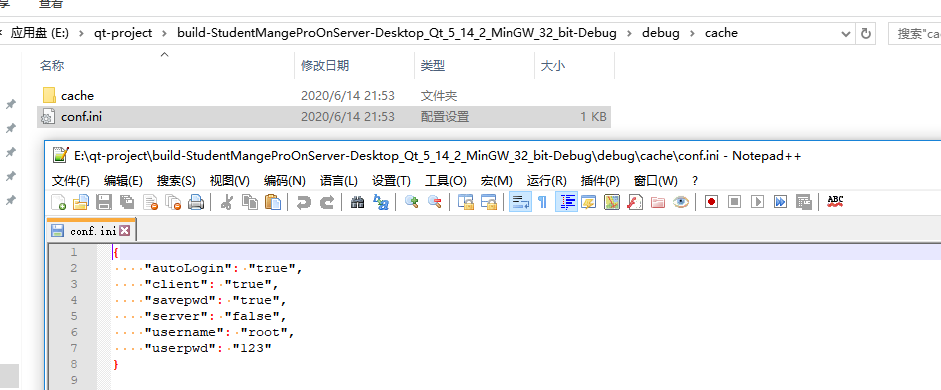 享 查看
应用盘 (E:) › qt-project › build-StudentMangeProOnServer-Desktop_Qt_5_14_2_MinGW_32_bit-Debug › debug › cache 搜索"ca
名称 修改日期 类型 大小
cache 2020/6/14 21:53 文件夹
conf.ini 2020/6/14 21:53 配置设置 1 KB
E:\qt-project\build-StudentMangeProOnServer-Desktop_Qt_5_14_2_MinGW_32_bit-Debug\debug\cache\conf.ini - Notepad++
文件(F) 编辑(E) 搜索(S) 视图(V) 编码(N) 语言(L) 设置(T) 工具(O) 宏(M) 运行(R) 插件(P) 窗口(W) ?
ABC
conf.ini
1 {
2 "autoLogin": "true",
3 "client": "true",
4 "savepwd": "true",
5 "server": "false",
6 "username": "root",
7 "userpwd": "123"
8 }
9